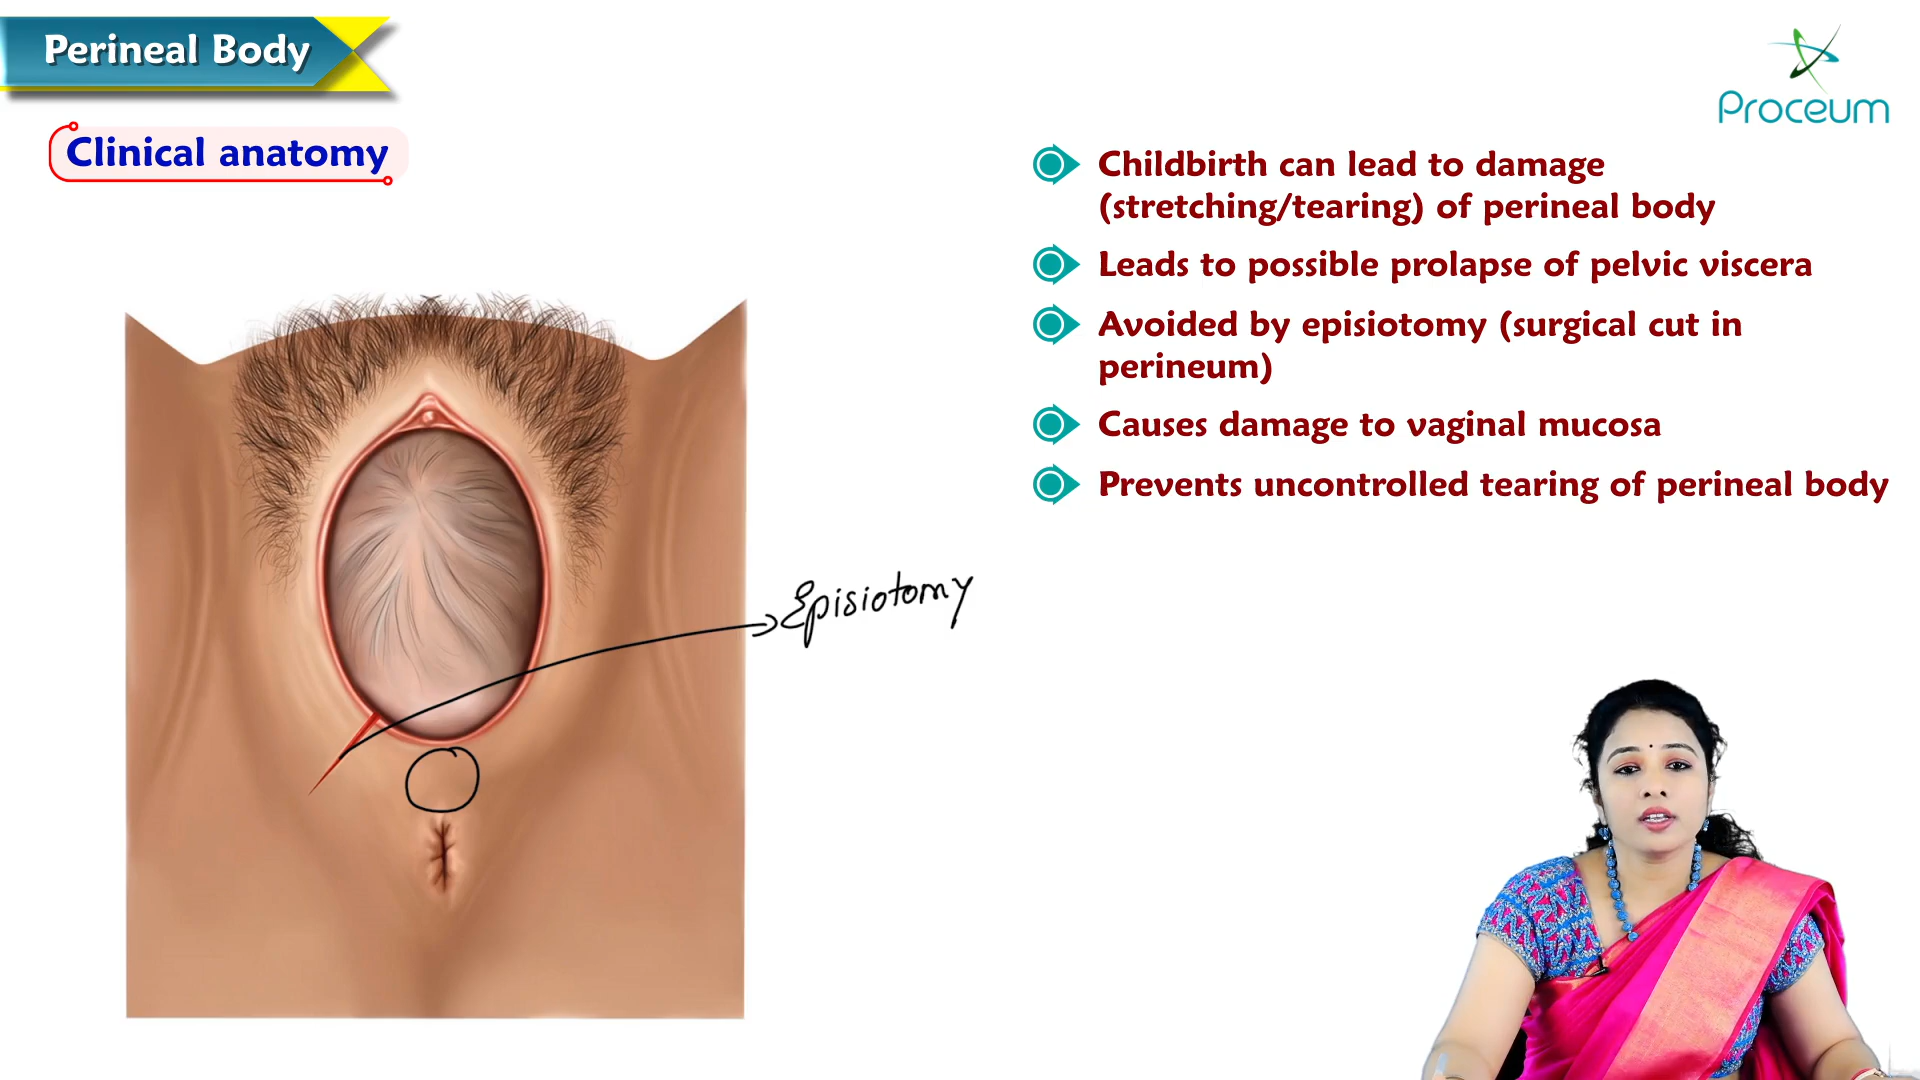 Perineal Body
Proceum
Clinical anatomy
Childbirth can lead to damage
(stretching/tearing) of perineal body
Leads to possible prolapse of pelvic viscera
Avoided by episiotomy (surgical cut in
perineum)
Causes damage to vaginal mucosa
Prevents uncontrolled tearing of perineal body
Episiotomy